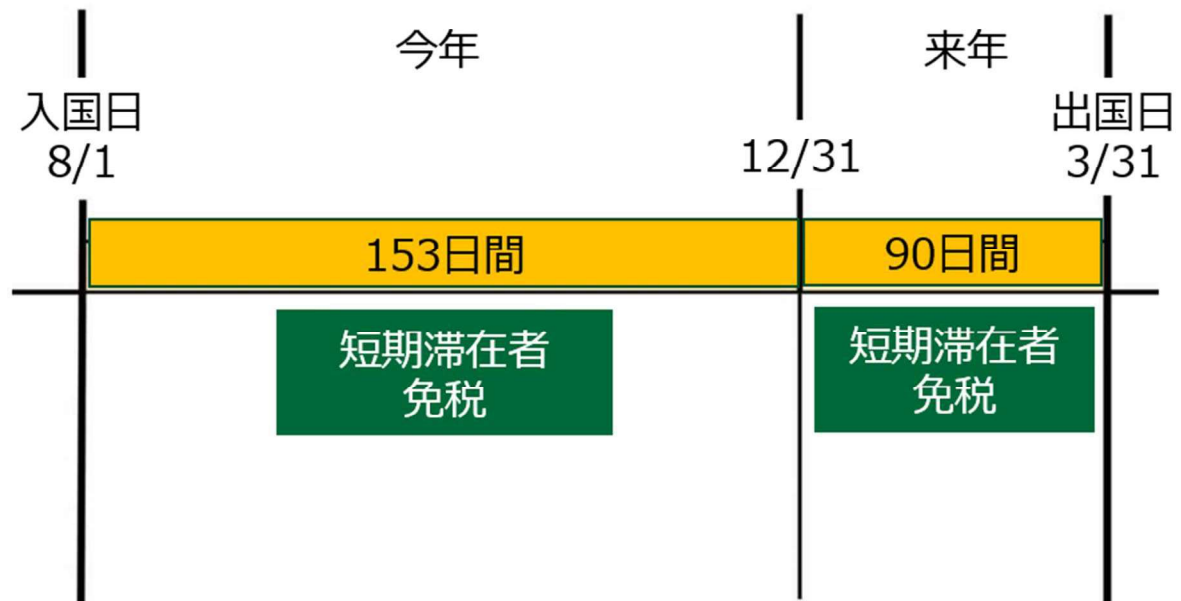 今年
来年
入国日
8/1
12/31
出国日
3/31
153日間
90日間
短期滞在者
免税
短期滞在者
免税